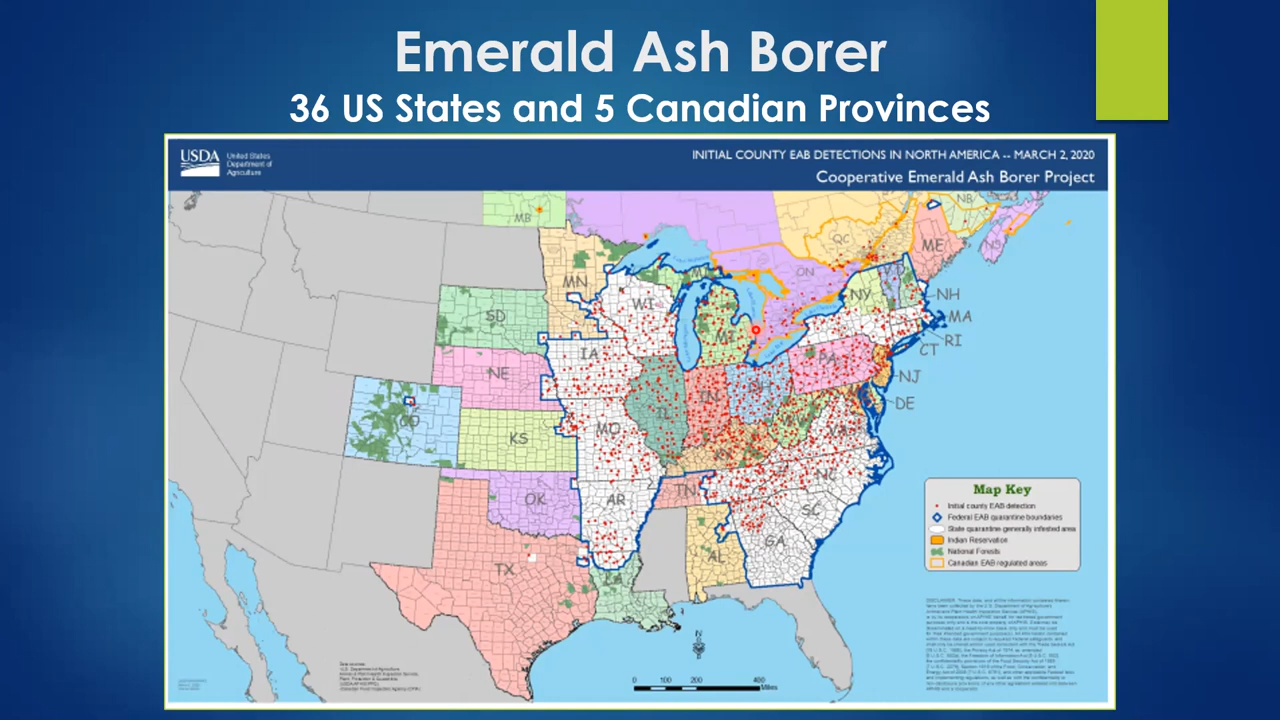 Emerald Ash Borer
36 US States and 5 Canadian Provinces
USDA
United States
Department of
Agriculture
INITIAL COUNTY EAB DETECTIONS IN NORTH AMERICA -- MARCH 2, 2020
Cooperative Emerald Ash Borer Project
MB
NB
QC
ME
NS
ON
MN
WI
MI
NY
VT
NH
MA
RI
CT
SD
IA
PA
NJ
NE
OH
DE
CO
KS
MO
IL
IN
KY
WV
VA
OK
AR
TN
NC
SC
TX
LA
AL
GA
Map Key
Initial county EAB detection
Federal EAB quarantine boundaries
State quarantine generally infested area
Indian Reservation
National Forests
Canadian EAB regulated areas
0 100 200 400
Miles